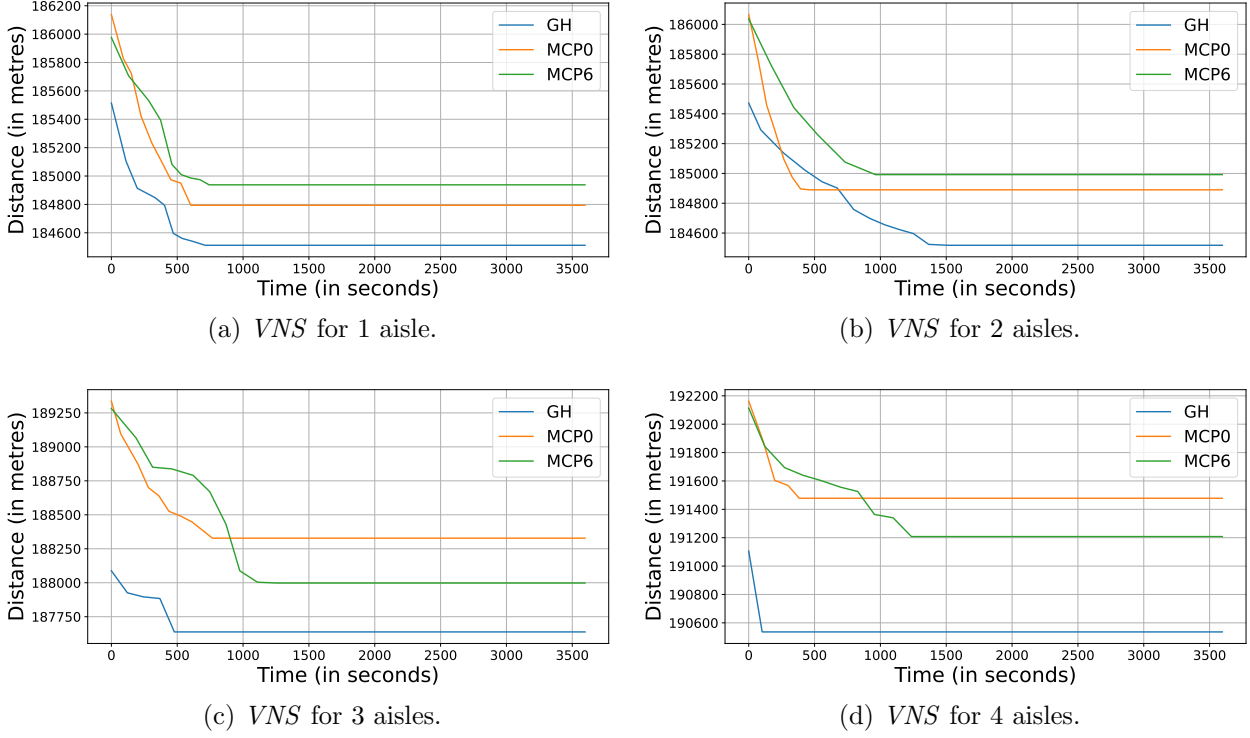 186200
186000
185800
185600
185400
185200
185000
184800
184600
Distance (in metres)
GH
MCP0
MCP6
0 500 1000 1500 2000 2500 3000 3500
Time (in seconds)
(a) VNS for 1 aisle.
186000
185800
185600
185400
185200
185000
184800
184600
Distance (in metres)
GH
MCP0
MCP6
0 500 1000 1500 2000 2500 3000 3500
Time (in seconds)
(b) VNS for 2 aisles.
189250
189000
188750
188500
188250
188000
187750
Distance (in metres)
GH
MCP0
MCP6
0 500 1000 1500 2000 2500 3000 3500
Time (in seconds)
(c) VNS for 3 aisles.
192200
192000
191800
191600
191400
191200
191000
190800
190600
Distance (in metres)
GH
MCP0
MCP6
0 500 1000 1500 2000 2500 3000 3500
Time (in seconds)
(d) VNS for 4 aisles.